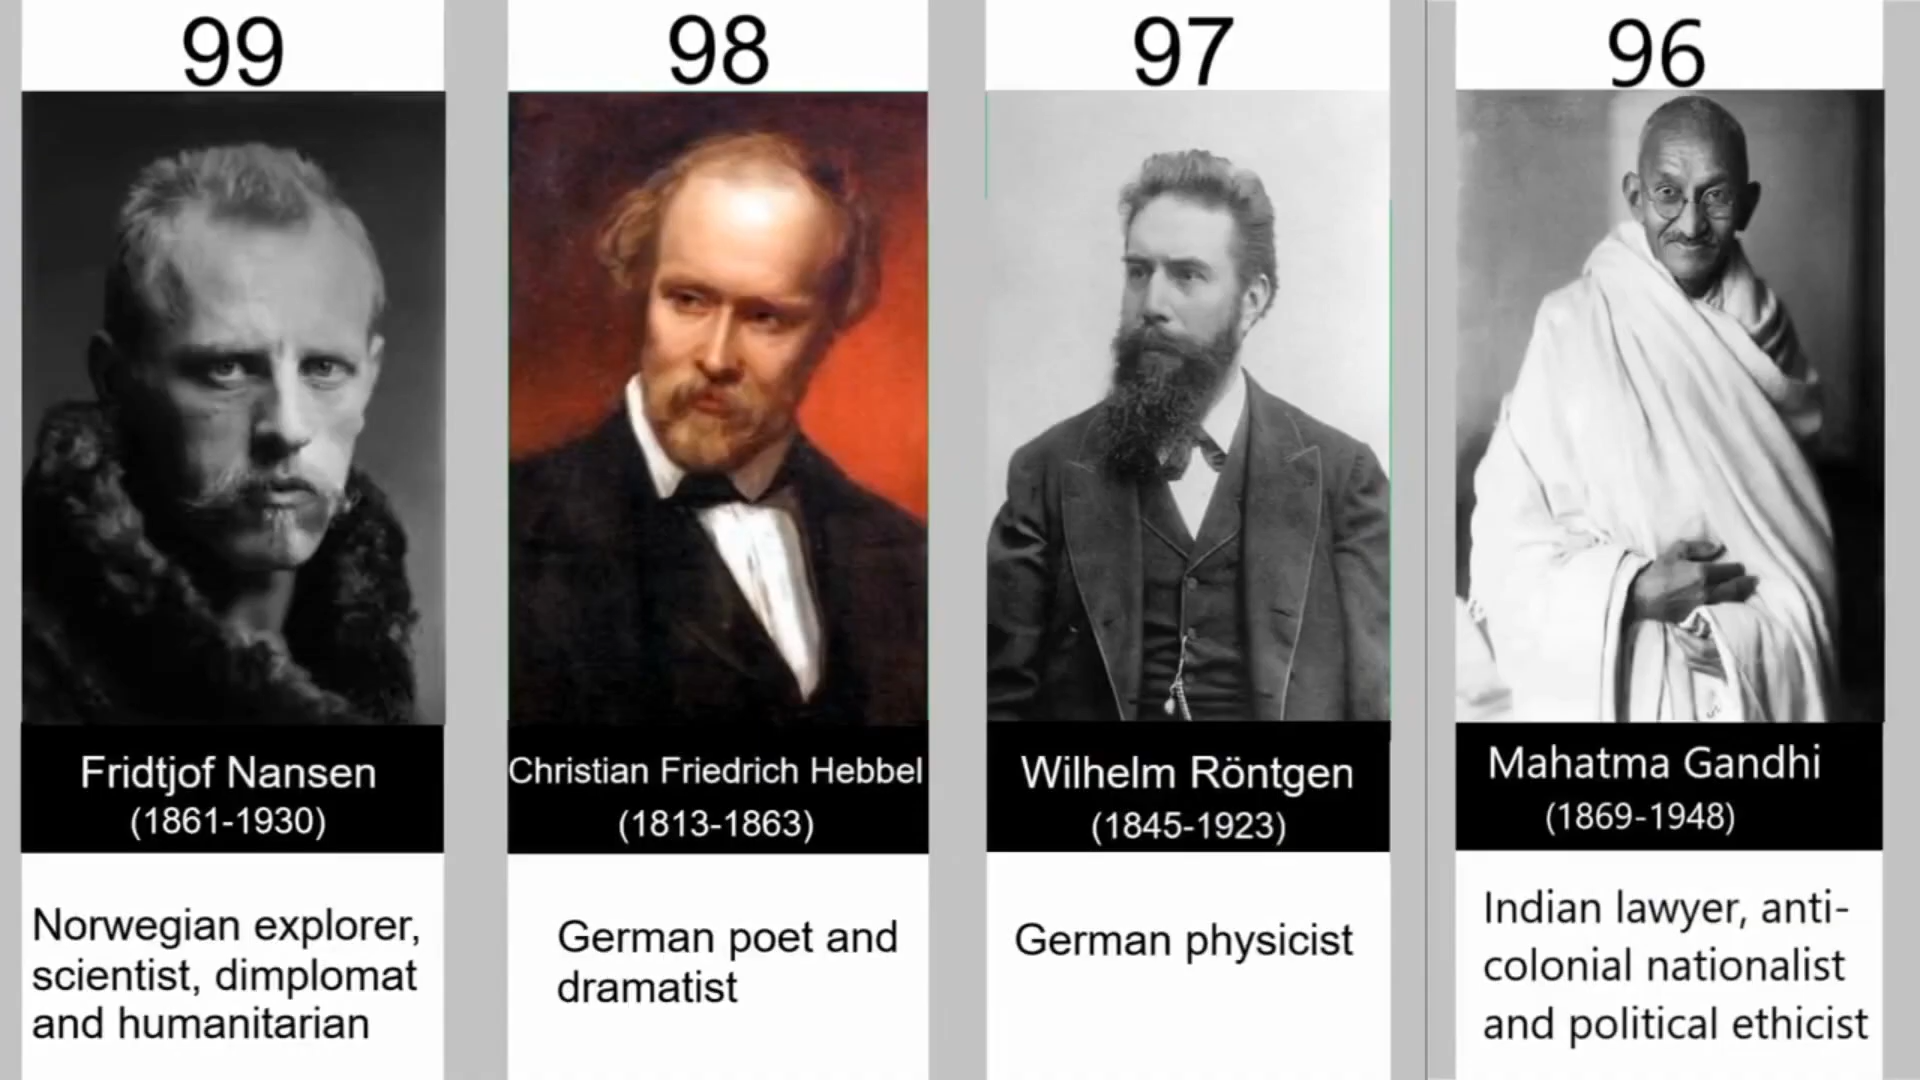 99
Fridtjof Nansen
(1861-1930)
Norwegian explorer,
scientist, dimplomat
and humanitarian
98
Christian Friedrich Hebbel
(1813-1863)
German poet and
dramatist
97
Wilhelm Röntgen
(1845-1923)
German physicist
96
Mahatma Gandhi
(1869-1948)
Indian lawyer, anti-
colonial nationalist
and political ethicist